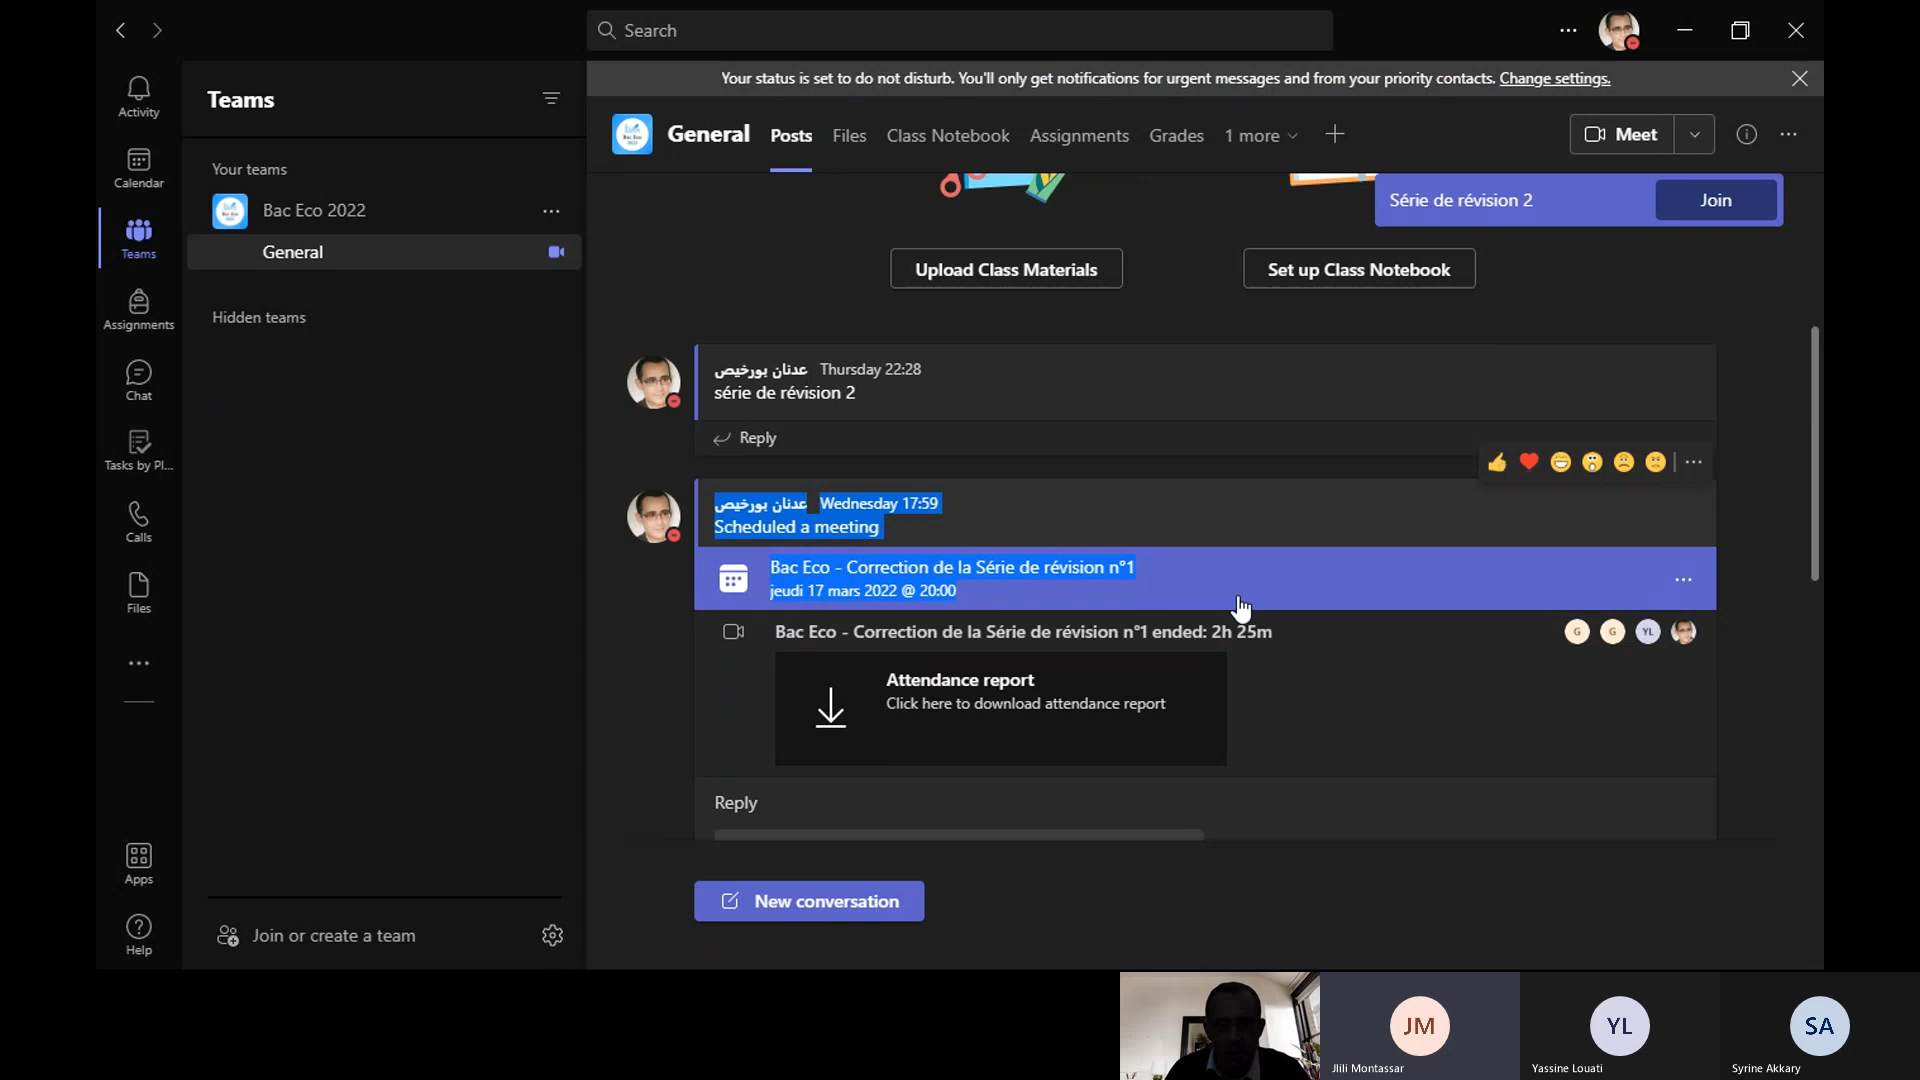 Search
Your status is set to do not disturb. You'll only get notifications for urgent messages and from your priority contacts. Change settings.
Activity
Calendar
Teams
Assignments
Chat
Tasks by Pl...
Calls
Files
Apps
Help
Teams
Your teams
Bac Eco 2022
General
Hidden teams
Join or create a team
General
Posts
Files
Class Notebook
Assignments
Grades
1 more
Meet
Série de révision 2
Join
Upload Class Materials
Set up Class Notebook
عدنان بورخيص Thursday 22:28
série de révision 2
Reply
عدنان بورخيص Wednesday 17:59
Scheduled a meeting
Bac Eco - Correction de la Série de révision n°1
jeudi 17 mars 2022 @ 20:00
Bac Eco - Correction de la Série de révision n°1 ended: 2h 25m
G
G
YL
Attendance report
Click here to download attendance report
Reply
New conversation
JM
Jlili Montassar
YL
Yassine Louati
SA
Syrine Akkary